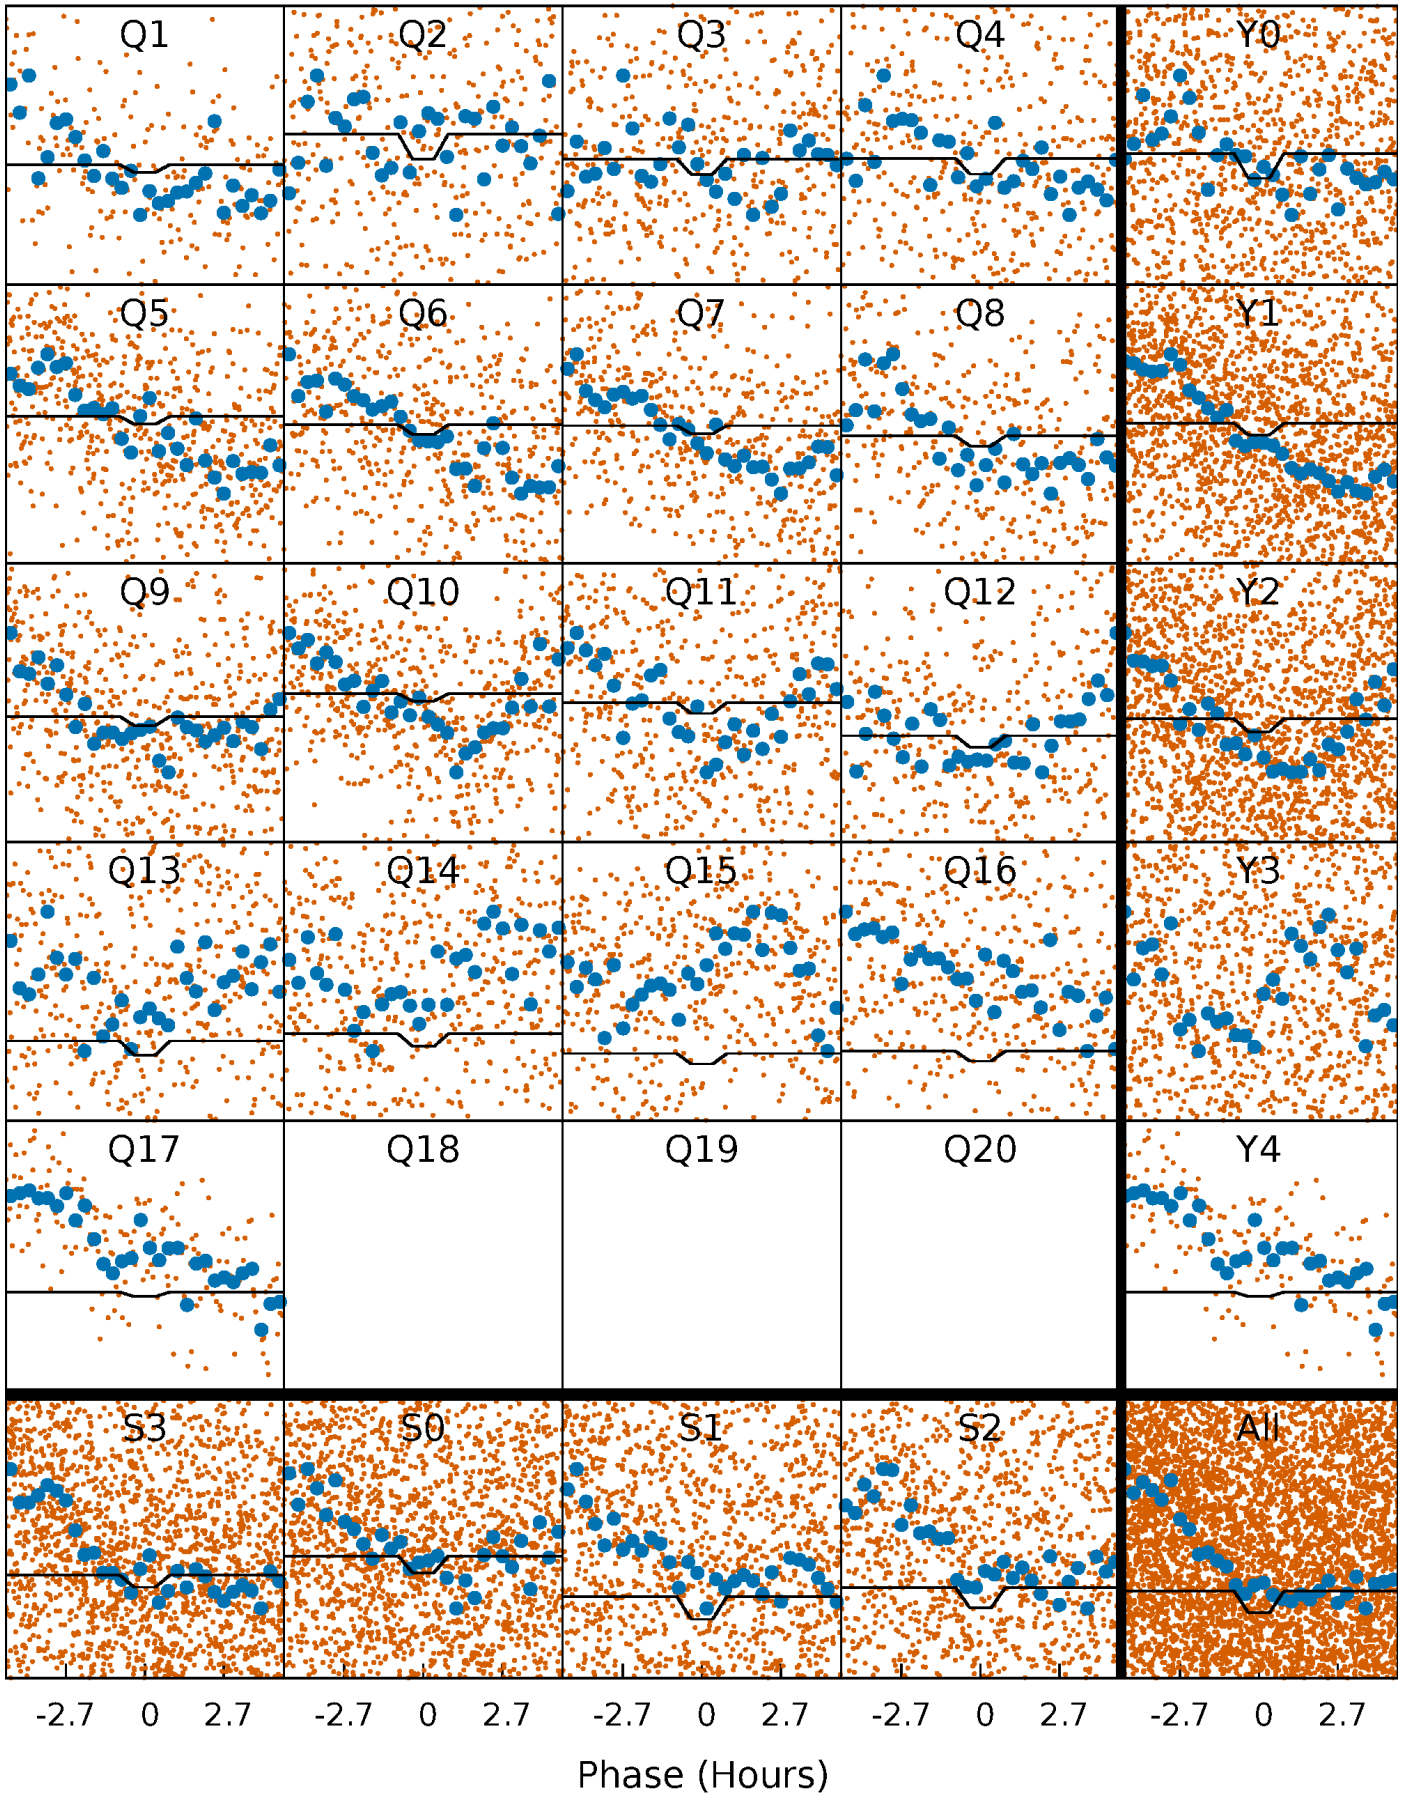 Q1 Q2 Q3 Q4 Y0
Q5 Q6 Q7 Q8 Y1
Q9 Q10 Q11 Q12 Y2
Q13 Q14 Q15 Q16 Y3
Q17 Q18 Q19 Q20 Y4
S3 S0 S1 S2 All
-2.7 0 2.7 -2.7 0 2.7 -2.7 0 2.7 -2.7 0 2.7 -2.7 0 2.7
Phase (Hours)